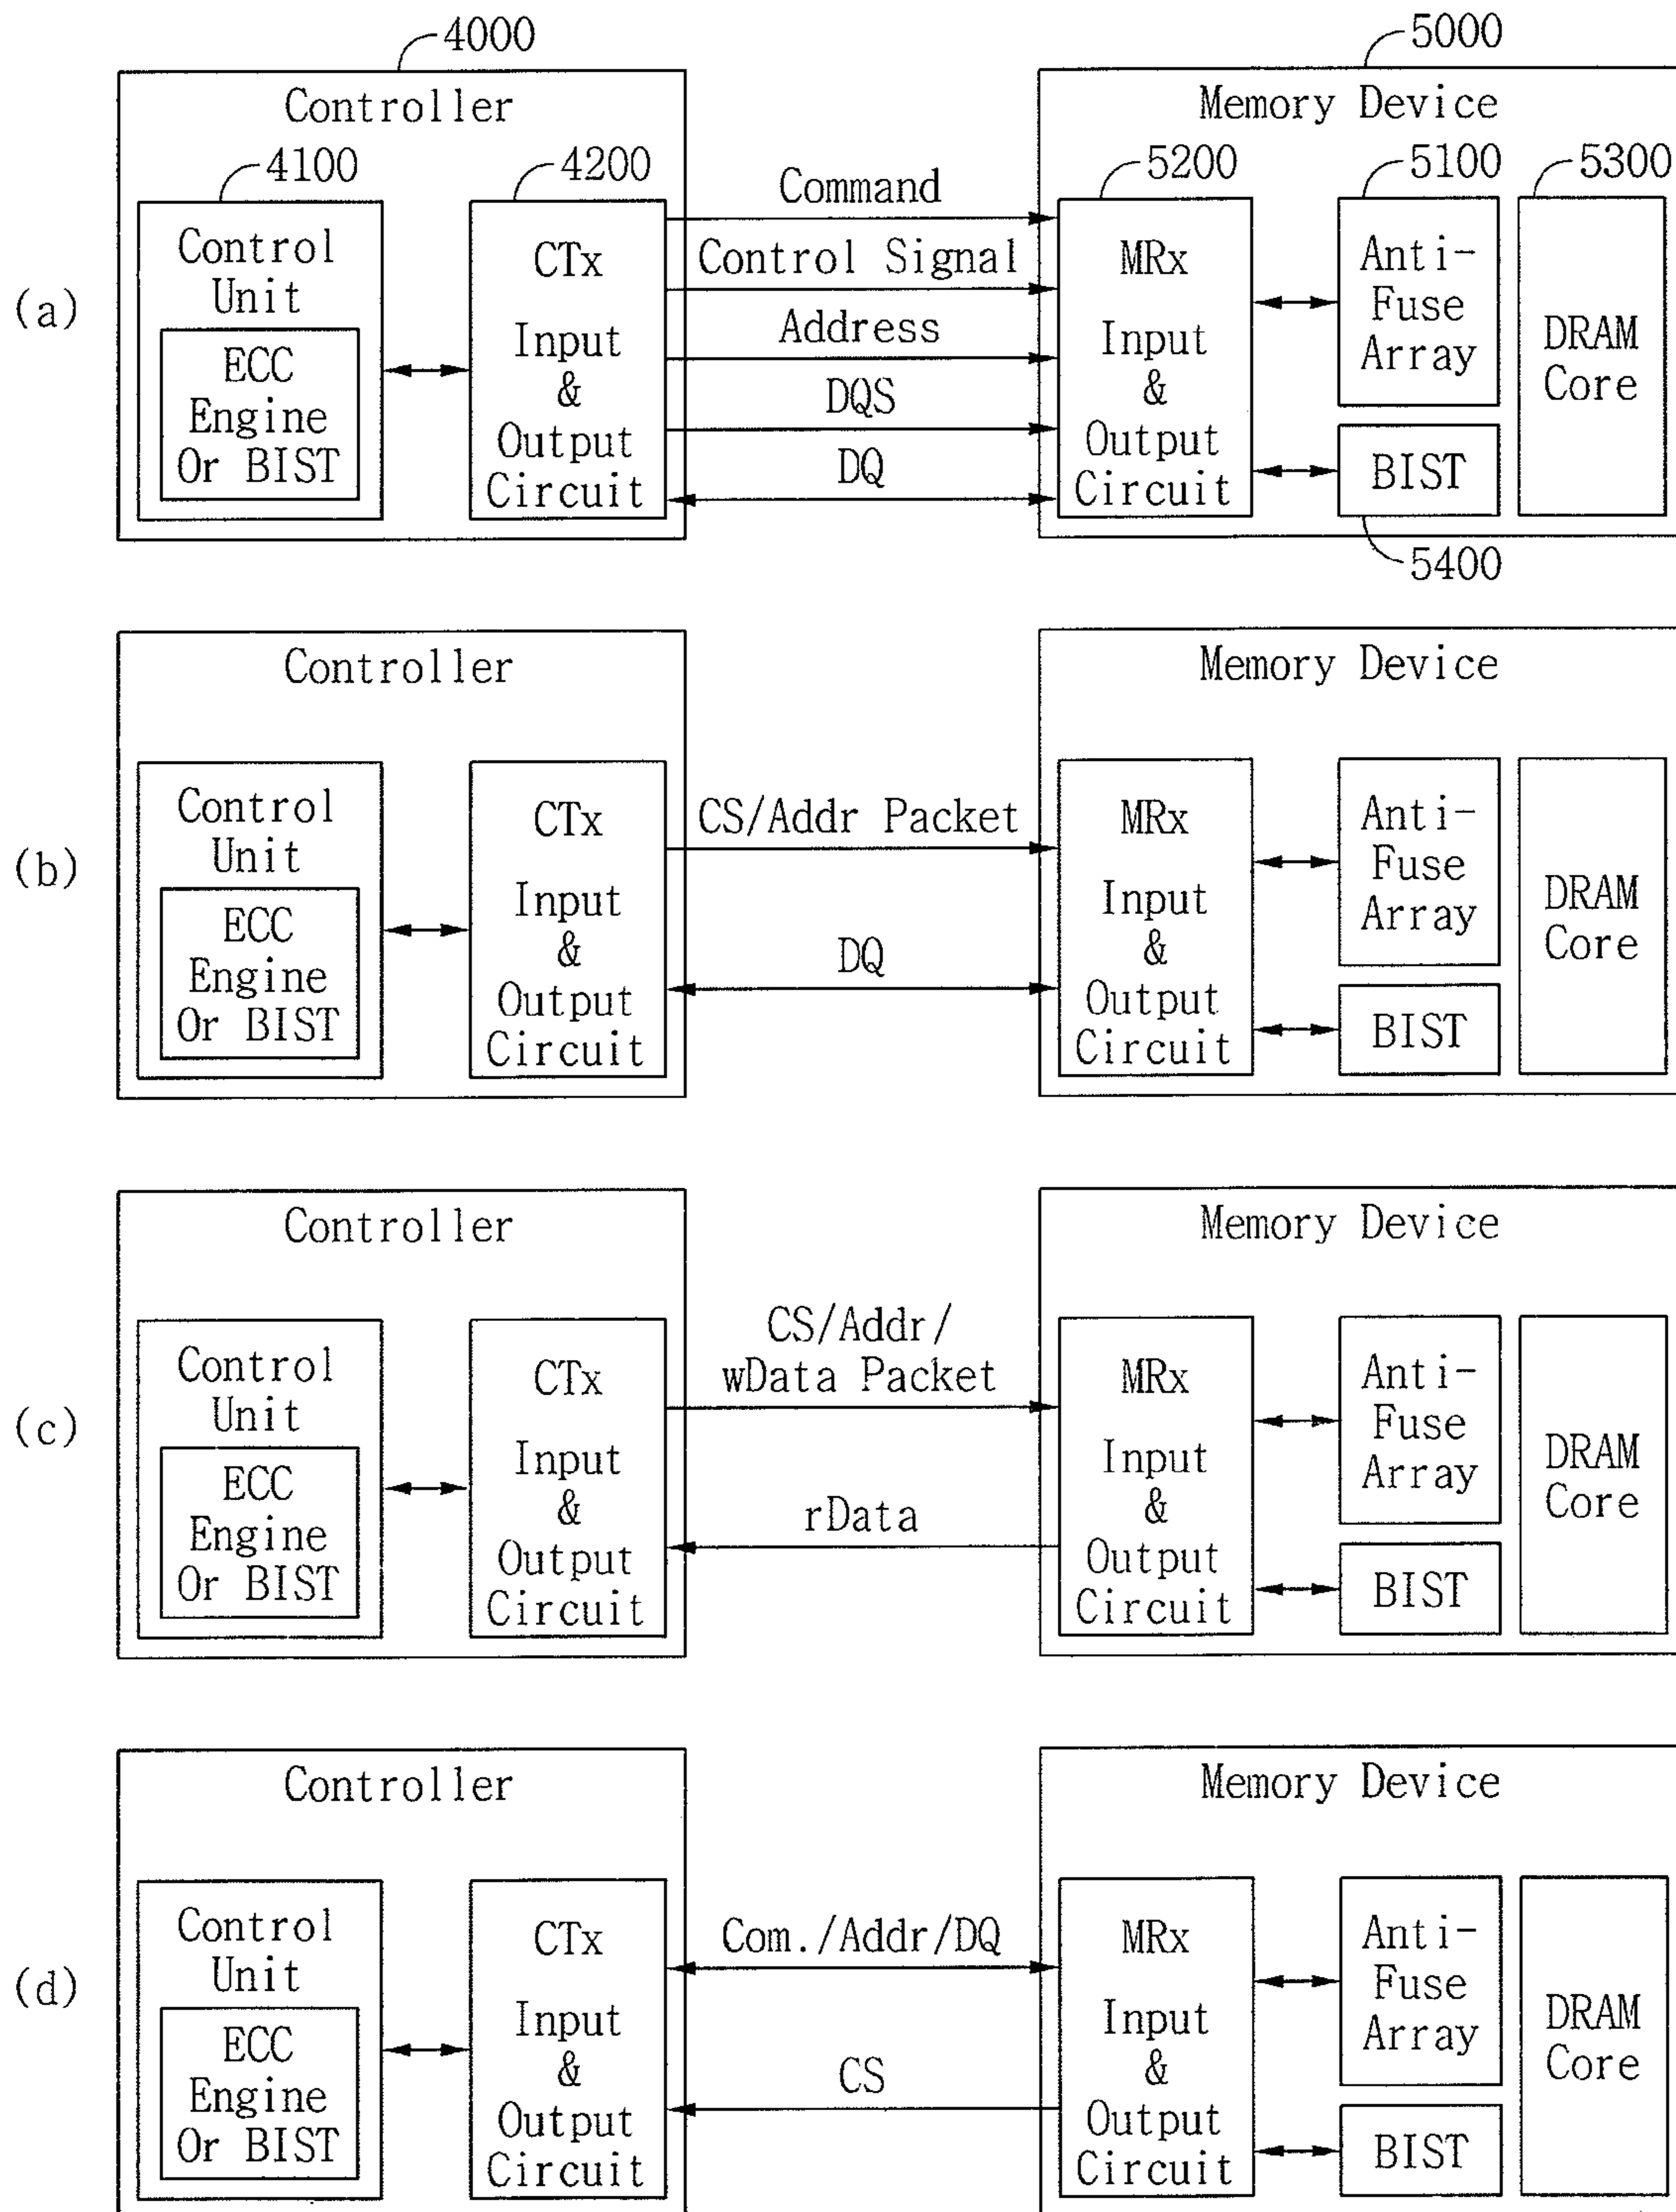 4000
5000
Controller
Memory Device
4100
4200
5200
5100
5300
(a)
Control
Unit
ECC
Engine
Or BIST
CTx
Input
&
Output
Circuit
Command
Control Signal
Address
DQS
DQ
MRx
Input
&
Output
Circuit
Anti-
Fuse
Array
BIST
DRAM
Core
5400
(b)
Controller
Memory Device
Control
Unit
ECC
Engine
Or BIST
CTx
Input
&
Output
Circuit
CS/Addr Packet
DQ
MRx
Input
&
Output
Circuit
Anti-
Fuse
Array
BIST
DRAM
Core
(c)
Controller
Memory Device
Control
Unit
ECC
Engine
Or BIST
CTx
Input
&
Output
Circuit
CS/Addr/
wData Packet
rData
MRx
Input
&
Output
Circuit
Anti-
Fuse
Array
BIST
DRAM
Core
(d)
Controller
Memory Device
Control
Unit
ECC
Engine
Or BIST
CTx
Input
&
Output
Circuit
Com./Addr/DQ
CS
MRx
Input
&
Output
Circuit
Anti-
Fuse
Array
BIST
DRAM
Core